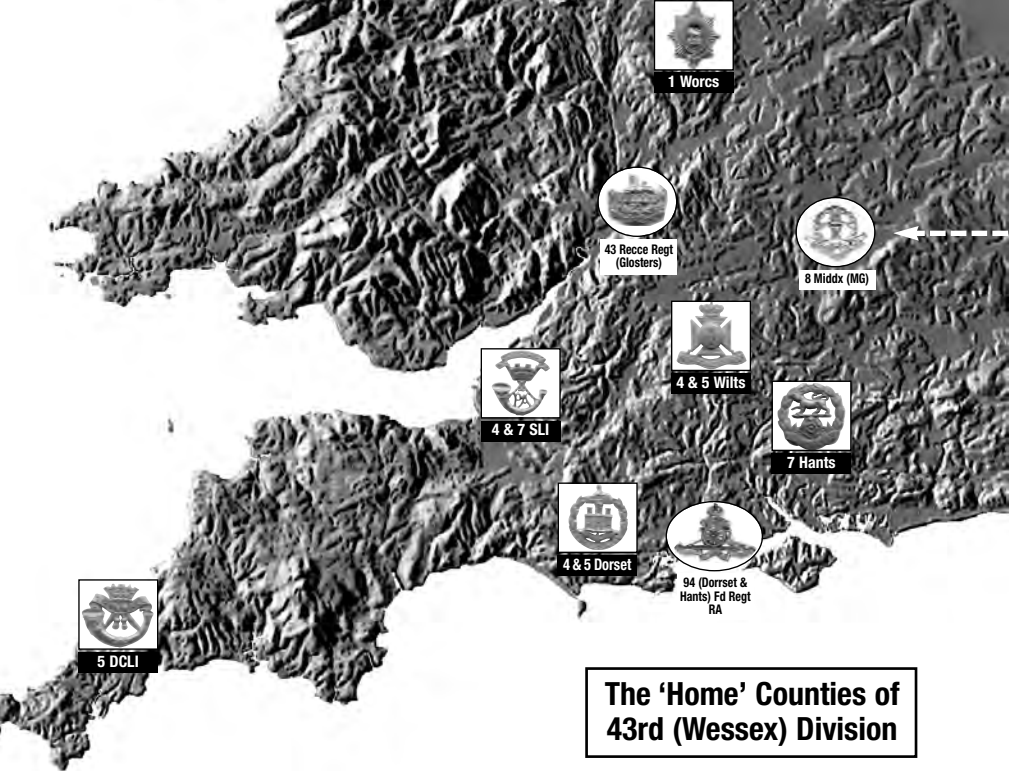 1 Worcs
43 Recce Regt
(Glosters)
8 Middx (MG)
4 & 5 Wilts
4 & 7 SLI
7 Hants
4 & 5 Dorset
94 (Dorrset &
Hants) Fd Regt
RA
5 DCLI
The ‘Home’ Counties of
43rd (Wessex) Division